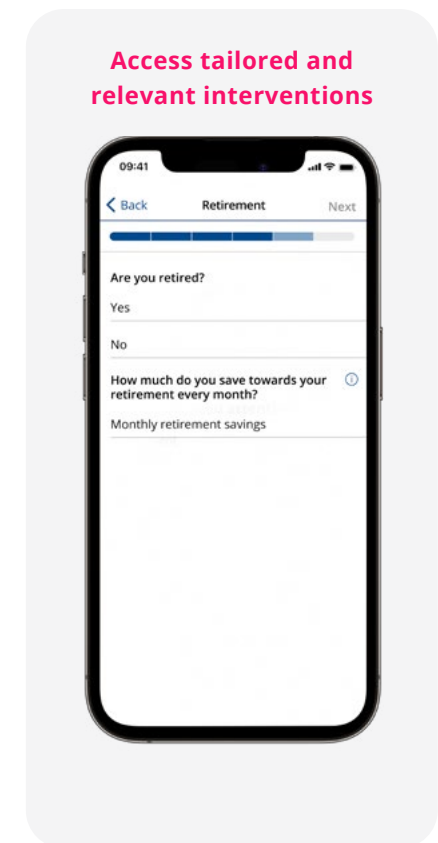 Access tailored and
relevant interventions
09:41
Back Retirement Next
Are you retired?
Yes
No
How much do you save towards your
retirement every month?
Monthly retirement savings